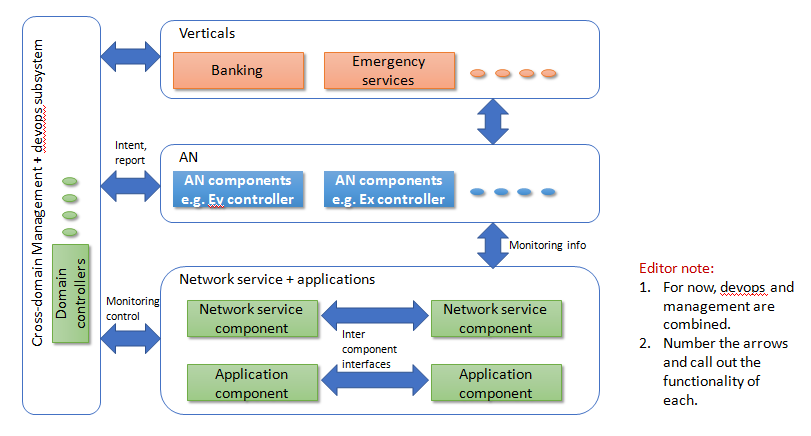 Cross-domain Management + devops subsystem
Domain
controllers
Verticals
Banking
Emergency
services
Intent,
report
AN
AN components
e.g. Ev controller
AN components
e.g. Ex controller
Monitoring info
Monitoring
control
Network service + applications
Network service
component
Network service
component
Inter
component
interfaces
Application
component
Application
component
Editor note:
1. For now, devops and
management are
combined.
2. Number the arrows
and call out the
functionality of
each.